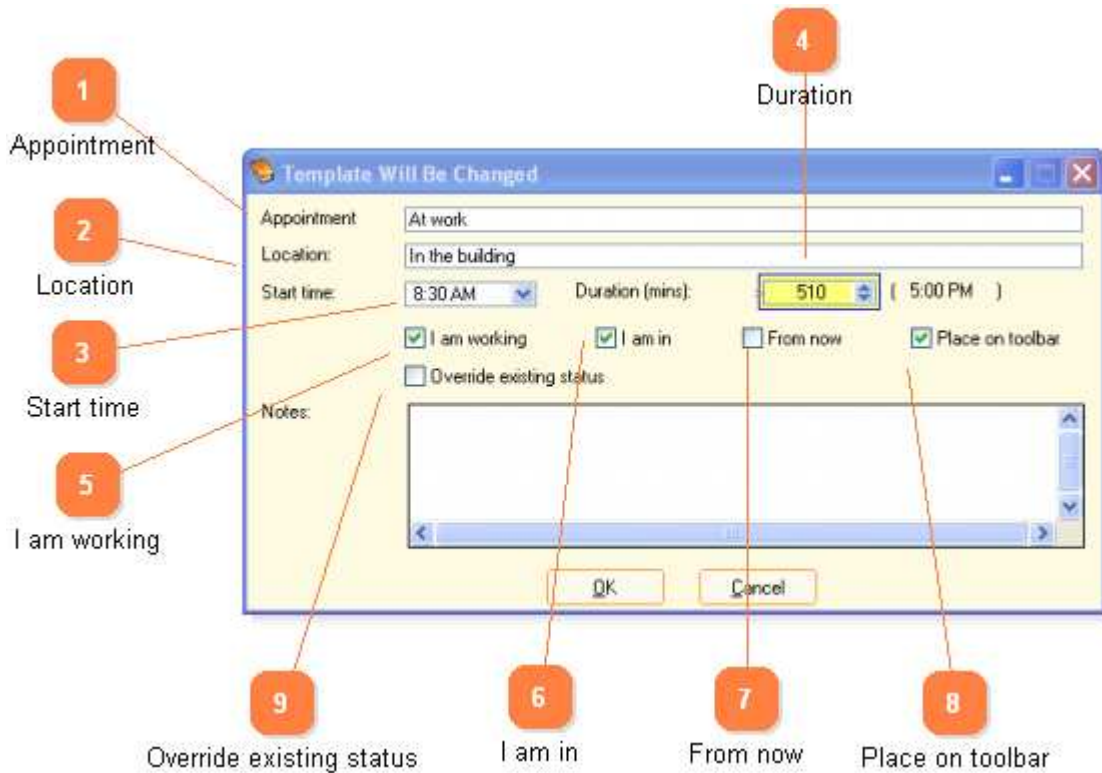 4
Duration
1
Appointment
Template Will Be Changed
Appointment At work
2
Location
Location: In the building
Start time: 8:30 AM Duration (mins): 510 ( 5:00 PM )
3
Start time
I am working I am in From now Place on toolbar
Override existing status
Notes:
5
I am working
OK Cancel
9
Override existing status
6
I am in
7
From now
8
Place on toolbar